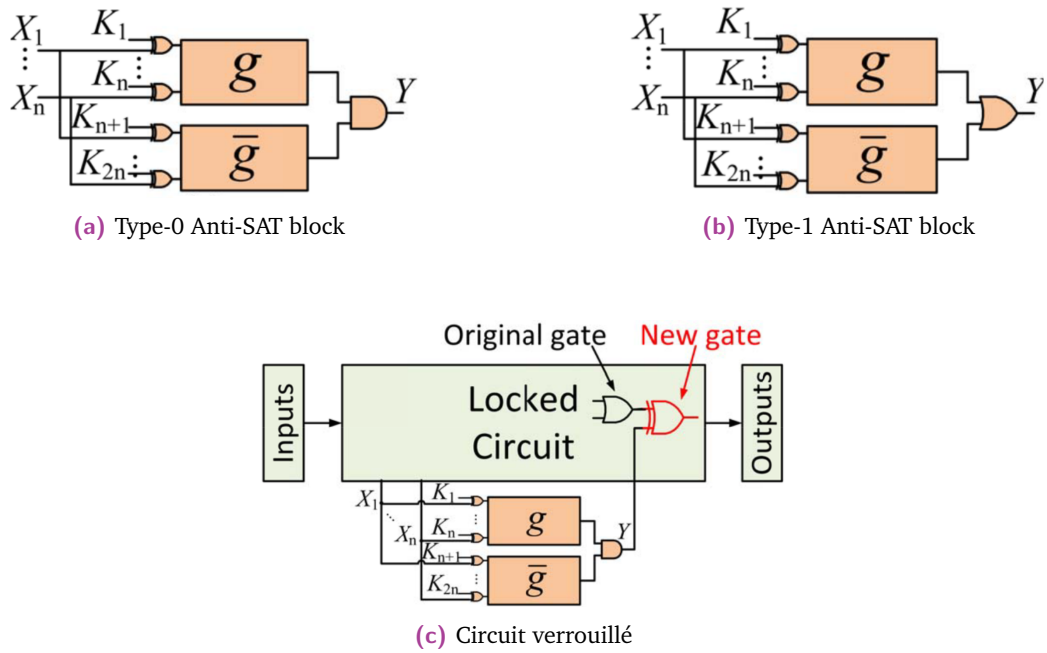 X₁ K₁
⋮ ⋮ g
Xₙ Kₙ
Y
Kₙ₊₁
⋮ g̅
K₂ₙ
(a) Type-0 Anti-SAT block
X₁ K₁
⋮ ⋮ g
Xₙ Kₙ
Y
Kₙ₊₁
⋮ g̅
K₂ₙ
(b) Type-1 Anti-SAT block
Original gate New gate
Inputs
Locked
Circuit
Outputs
X₁ K₁
g
Xₙ Kₙ Y
Kₙ₊₁
g̅
K₂ₙ
(c) Circuit verrouillé